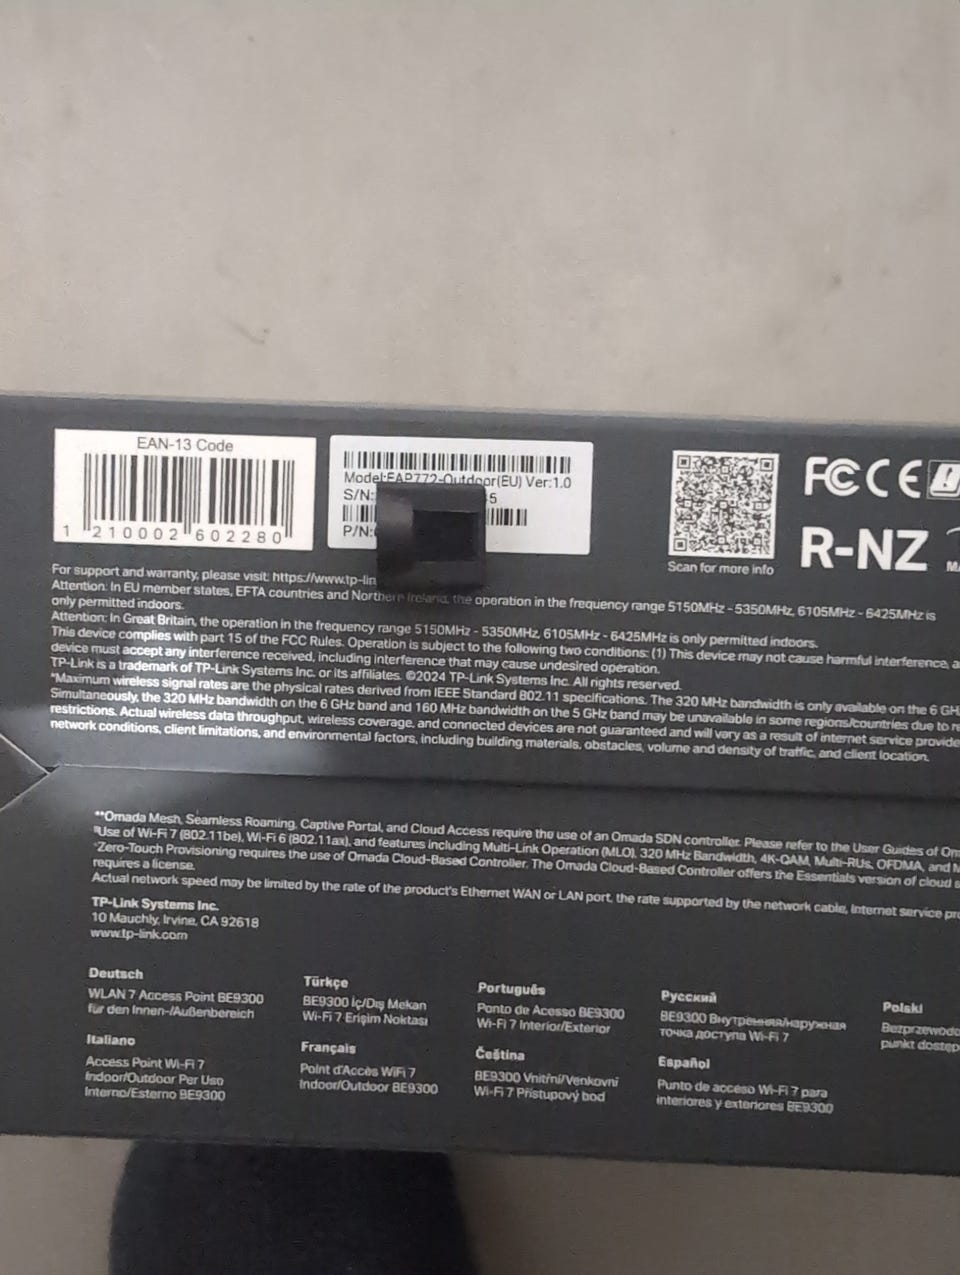 EAN-13 Code
1 210002 602280
Model:EAP772-Outdoor(EU) Ver:1.0
S/N: 5
P/N:
Scan for more info
FC CE
R-NZ
For support and warranty, please visit: https://www.tp-lin
Attention: In EU member states, EFTA countries and Northern Ireland, the operation in the frequency range 5150MHz - 5350MHz, 6105MHz - 6425MHz is
only permitted indoors.
Attention: In Great Britain, the operation in the frequency range 5150MHz - 5350MHz, 6105MHz - 6425MHz is only permitted indoors.
This device complies with part 15 of the FCC Rules. Operation is subject to the following two conditions: (1) This device may not cause harmful interference, a
device must accept any interference received, including interference that may cause undesired operation.
TP-Link is a trademark of TP-Link Systems Inc. or its affiliates. ©2024 TP-Link Systems Inc. All rights reserved.
*Maximum wireless signal rates are the physical rates derived from IEEE Standard 802.11 specifications. The 320 MHz bandwidth is only available on the 6 GH
Simultaneously, the 320 MHz bandwidth on the 6 GHz band and 160 MHz bandwidth on the 5 GHz band may be unavailable in some regions/countries due to re
restrictions. Actual wireless data throughput, wireless coverage, and connected devices are not guaranteed and will vary as a result of internet service provide
network conditions, client limitations, and environmental factors, including building materials, obstacles, volume and density of traffic, and client location.
**Omada Mesh, Seamless Roaming, Captive Portal, and Cloud Access require the use of an Omada SDN controller. Please refer to the User Guides of Om
Use of Wi-Fi 7 (802.11be), Wi-Fi 6 (802.11ax), and features including Multi-Link Operation (MLO), 320 MHz Bandwidth, 4K-QAM, Multi-RUs, OFDMA, and M
Zero-Touch Provisioning requires the use of Omada Cloud-Based Controller. The Omada Cloud-Based Controller offers the Essentials version of cloud s
requires a license.
Actual network speed may be limited by the rate of the product's Ethernet WAN or LAN port, the rate supported by the network cable, Internet service pro
TP-Link Systems Inc.
10 Mauchly, Irvine, CA 92618
www.tp-link.com
Deutsch
WLAN 7 Access Point BE9300
für den Innen-/Außenbereich
Türkçe
BE9300 İç/Dış Mekan
Wi-Fi 7 Erişim Noktası
Português
Ponto de Acesso BE9300
Wi-Fi 7 Interior/Exterior
Русский
BE9300 Внутренняя/наружная
точка доступа Wi-Fi 7
Polski
Bezprzewodo
punkt dostęp
Italiano
Access Point Wi-Fi 7
Indoor/Outdoor Per Uso
Interno/Esterno BE9300
Français
Point d'Accès WiFi 7
Indoor/Outdoor BE9300
Čeština
BE9300 Vnitřní/Venkovní
Wi-Fi 7 Přístupový bod
Español
Punto de acceso Wi-Fi 7 para
interiores y exteriores BE9300